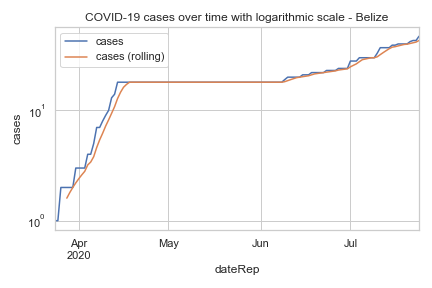 COVID-19 cases over time with logarithmic scale - Belize
cases
cases (rolling)
10¹
10⁰
cases
Apr
2020
May
Jun
Jul
dateRep